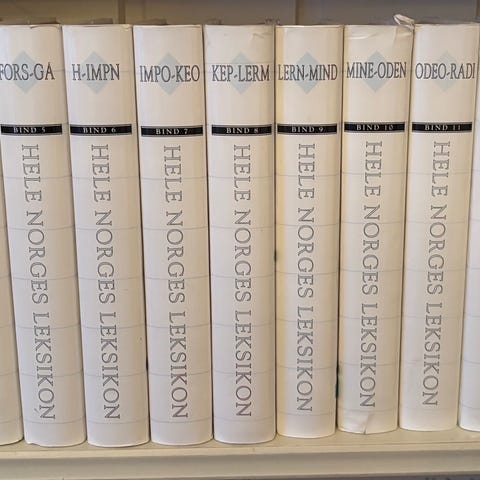 FORS-GA
BIND 5
HELE NORGES LEKSIKON
H-IMPN
BIND 6
HELE NORGES LEKSIKON
IMPO-KEO
BIND 7
HELE NORGES LEKSIKON
KEP-LERM
BIND 8
HELE NORGES LEKSIKON
LERN-MIND
BIND 9
HELE NORGES LEKSIKON
MINE-ODEN
BIND 10
HELE NORGES LEKSIKON
ODEO-RADI
BIND 11
HELE NORGES LEKSIKON